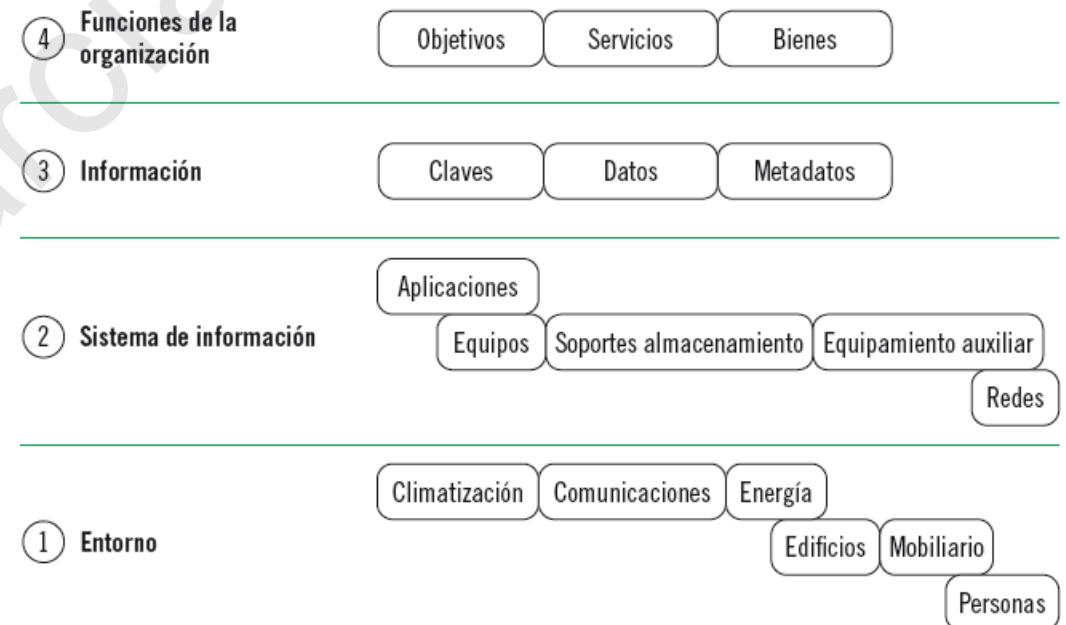 4 Funciones de la organización
Objetivos Servicios Bienes
3 Información
Claves Datos Metadatos
Aplicaciones
2 Sistema de información
Equipos Soportes almacenamiento Equipamiento auxiliar
Redes
Climatización Comunicaciones Energía
1 Entorno
Edificios Mobiliario
Personas